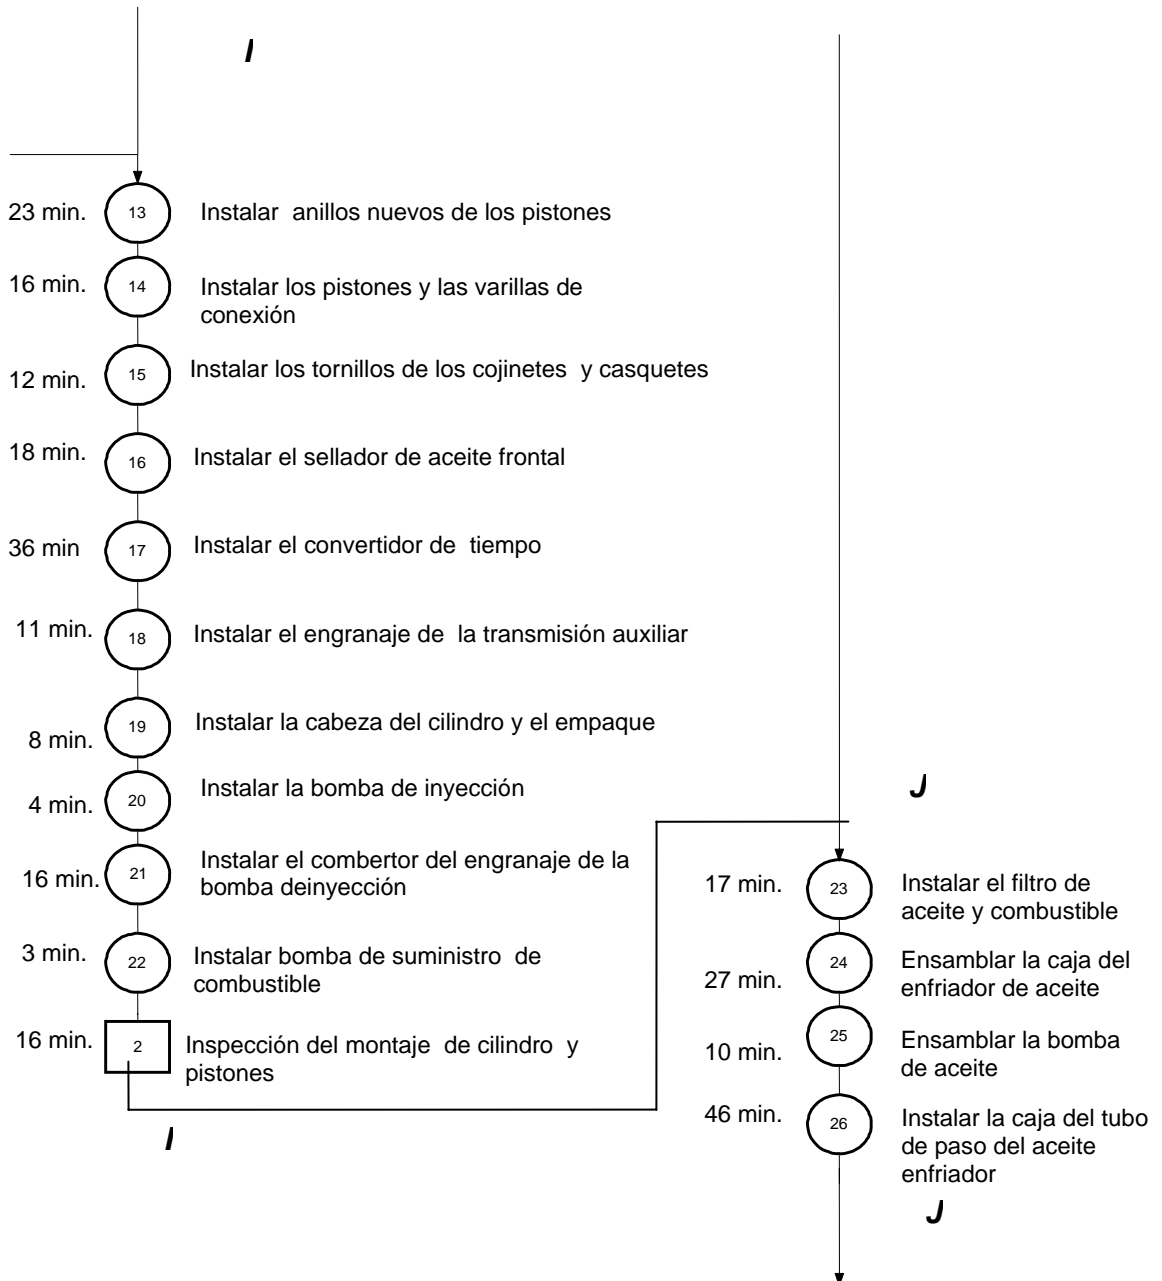 I
23 min.
13
Instalar anillos nuevos de los pistones
16 min.
14
Instalar los pistones y las varillas de
conexión
12 min.
15
Instalar los tornillos de los cojinetes y casquetes
18 min.
16
Instalar el sellador de aceite frontal
36 min
17
Instalar el convertidor de tiempo
11 min.
18
Instalar el engranaje de la transmisión auxiliar
8 min.
19
Instalar la cabeza del cilindro y el empaque
4 min.
20
Instalar la bomba de inyección
16 min.
21
Instalar el combertor del engranaje de la
bomba deinyección
3 min.
22
Instalar bomba de suministro de
combustible
16 min.
2
Inspección del montaje de cilindro y
pistones
I
J
17 min.
23
Instalar el filtro de
aceite y combustible
27 min.
24
Ensamblar la caja del
enfriador de aceite
10 min.
25
Ensamblar la bomba
de aceite
46 min.
26
Instalar la caja del tubo
de paso del aceite
enfriador
J